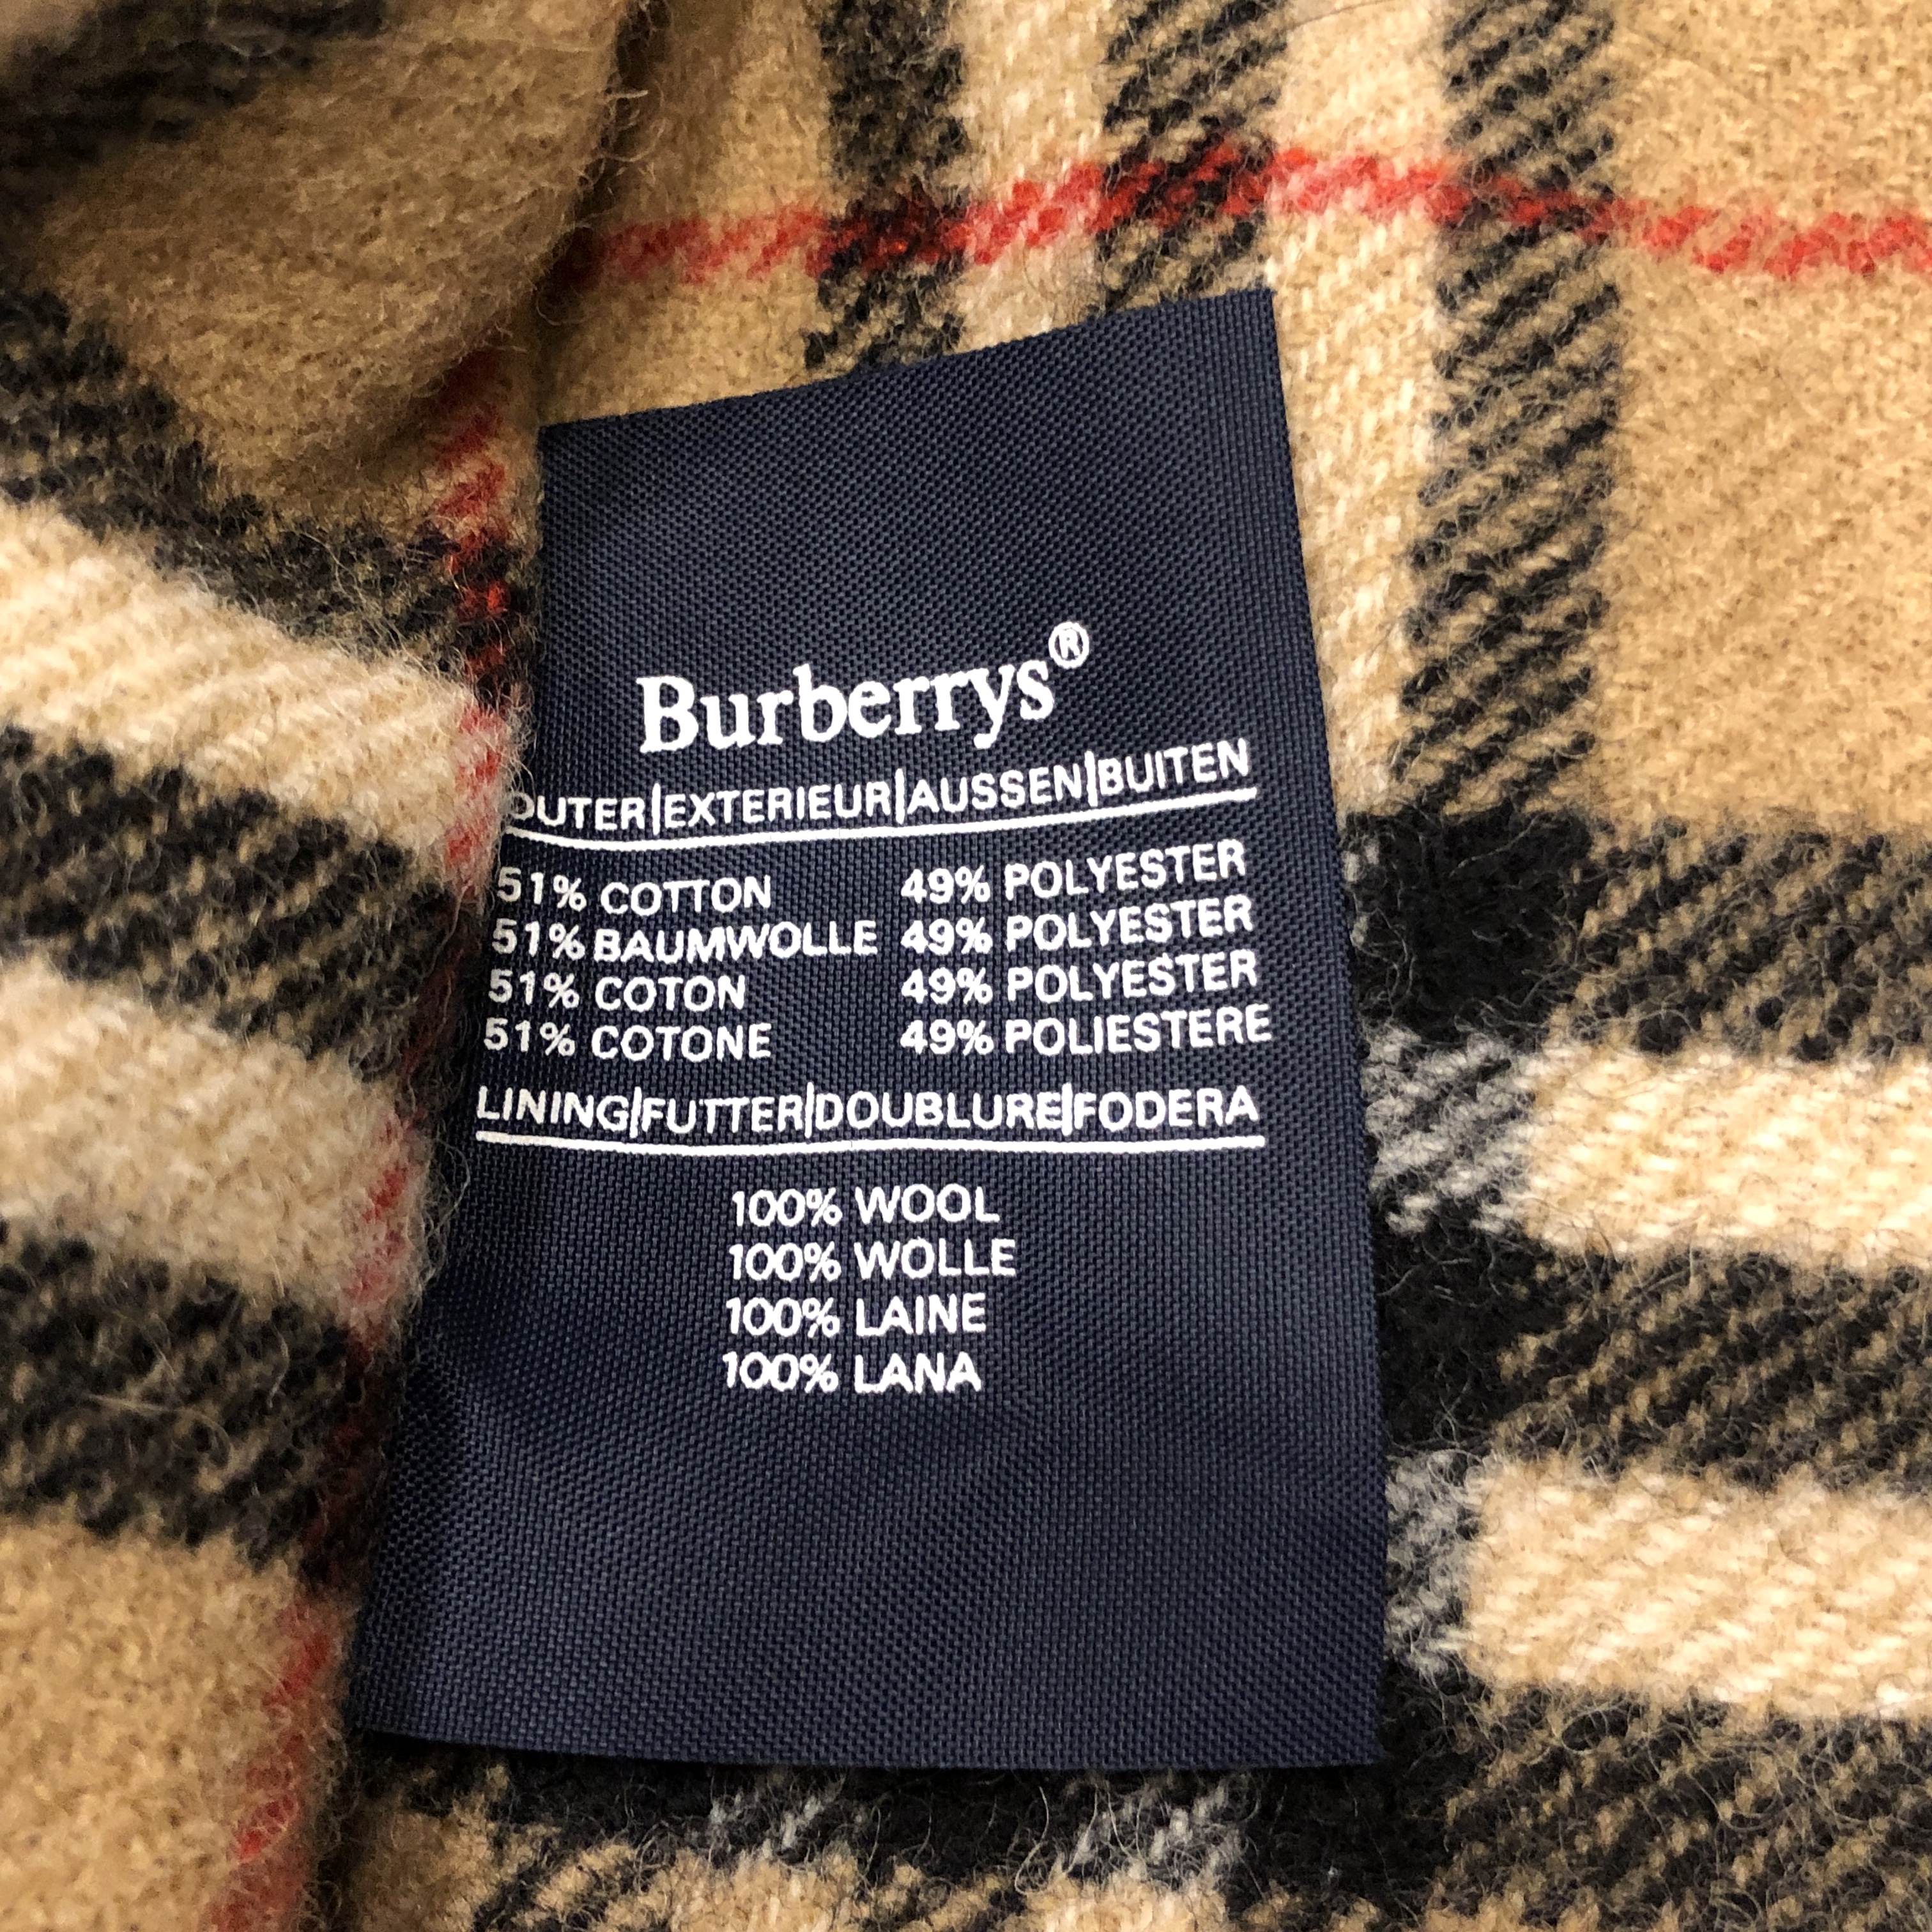 Burberrys®
OUTER|EXTERIEUR|AUSSEN|BUITEN
51% COTTON 49% POLYESTER
51% BAUMWOLLE 49% POLYESTER
51% COTON 49% POLYESTER
51% COTONE 49% POLIESTERE
LINING|FUTTER|DOUBLURE|FODERA
100% WOOL
100% WOLLE
100% LAINE
100% LANA